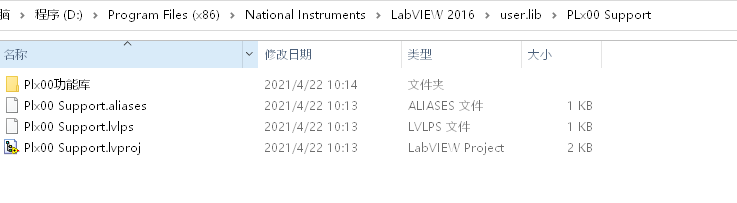 脑 > 程序 (D:) > Program Files (x86) > National Instruments > LabVIEW 2016 > user.lib > PLx00 Support
名称 修改日期 类型 大小
Plx00功能库 2021/4/22 10:14 文件夹
Plx00 Support.aliases 2021/4/22 10:13 ALIASES 文件 1 KB
Plx00 Support.lvlps 2021/4/22 10:13 LVLPS 文件 1 KB
Plx00 Support.lvproj 2021/4/22 10:13 LabVIEW Project 2 KB